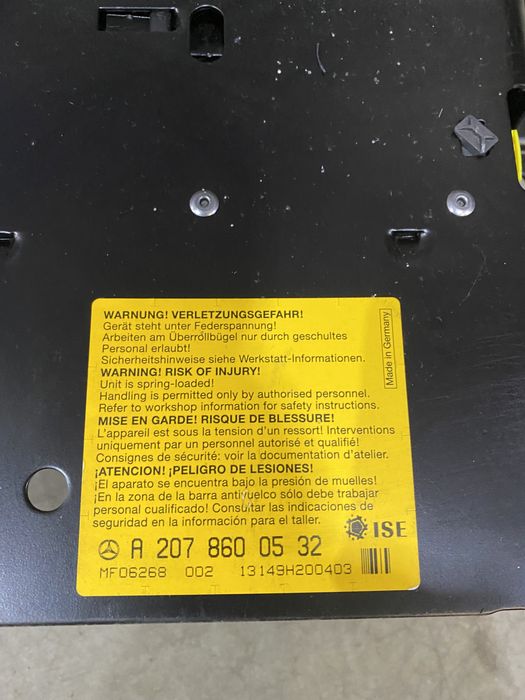 WARNUNG! VERLETZUNGSGEFAHR!
Gerät steht unter Federspannung!
Arbeiten am Überrollbügel nur durch geschultes
Personal erlaubt!
Sicherheitshinweise siehe Werkstatt-Informationen.
WARNING! RISK OF INJURY!
Unit is spring-loaded!
Handling is permitted only by authorised personnel.
Refer to workshop information for safety instructions.
MISE EN GARDE! RISQUE DE BLESSURE!
L'appareil est sous la tension d'un ressort! Interventions
uniquement par un personnel autorisé et qualifié!
Consignes de sécurité: voir la documentation d'atelier.
¡ATENCION! ¡PELIGRO DE LESIONES!
¡El aparato se encuentra bajo la presión de muelles!
¡En la zona de la barra antivuelco sólo debe trabajar
personal cualificado! Consultar las indicaciones de
seguridad en la información para el taller.
Made in Germany
ISE
A 207 860 05 32
MF06268 002 13149H200403